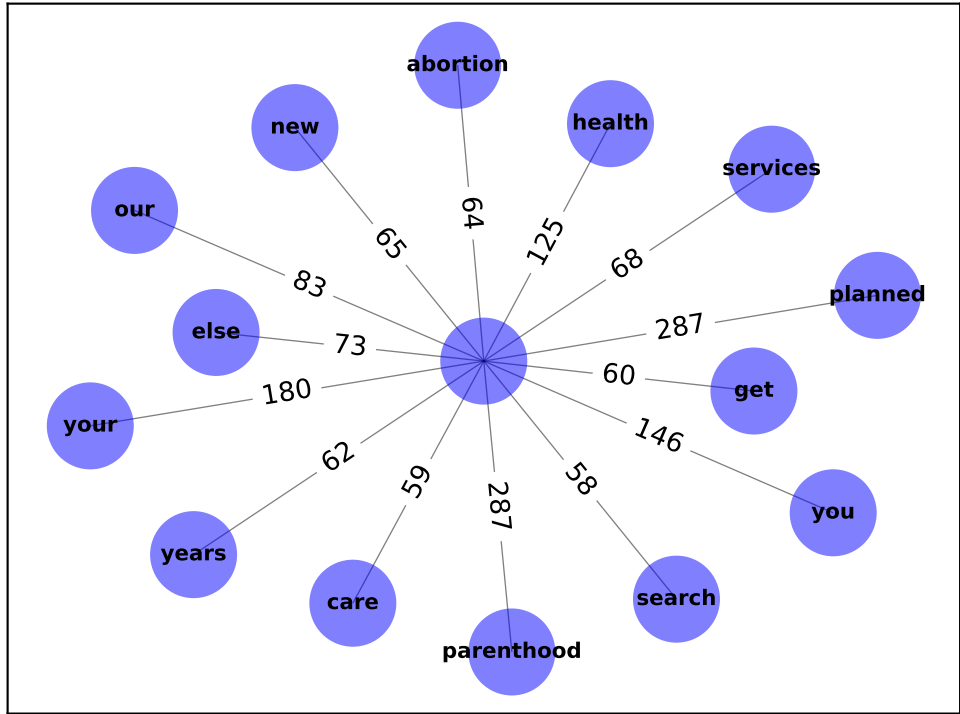 abortion
new
health
services
our
64
65
125
68
83
planned
else
73
287
60
get
your
180
146
62
59
58
287
you
years
care
search
parenthood